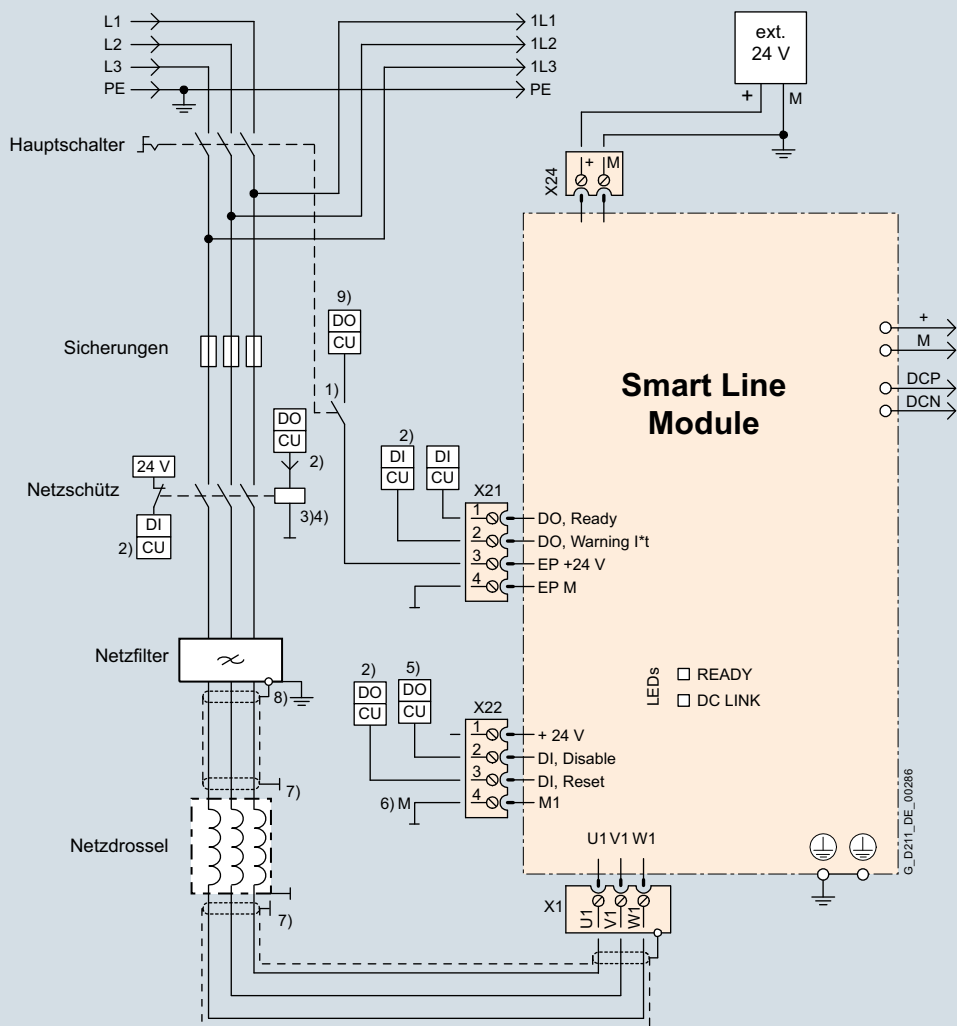 L1 1L1
L2 1L2
L3 1L3
PE PE
ext.
24 V
+ M
Hauptschalter
X24
+ M
9)
DO
CU
Sicherungen
1)
+
M
DCP
DCN
Smart Line
Module
DO
CU
2)
24 V
Netzschütz
3)4)
DI
CU
2)
2)
DI
CU
DI
CU
X21
1 DO, Ready
2 DO, Warning I*t
3 EP +24 V
4 EP M
Netzfilter
8)
LEDs
READY
DC LINK
2)
DO
CU
5)
DO
CU
X22
1 + 24 V
2 DI, Disable
3 DI, Reset
4 M1
6) M
7)
Netzdrossel
7)
U1 V1 W1
X1
U1 V1 W1
G_D211_DE_00286